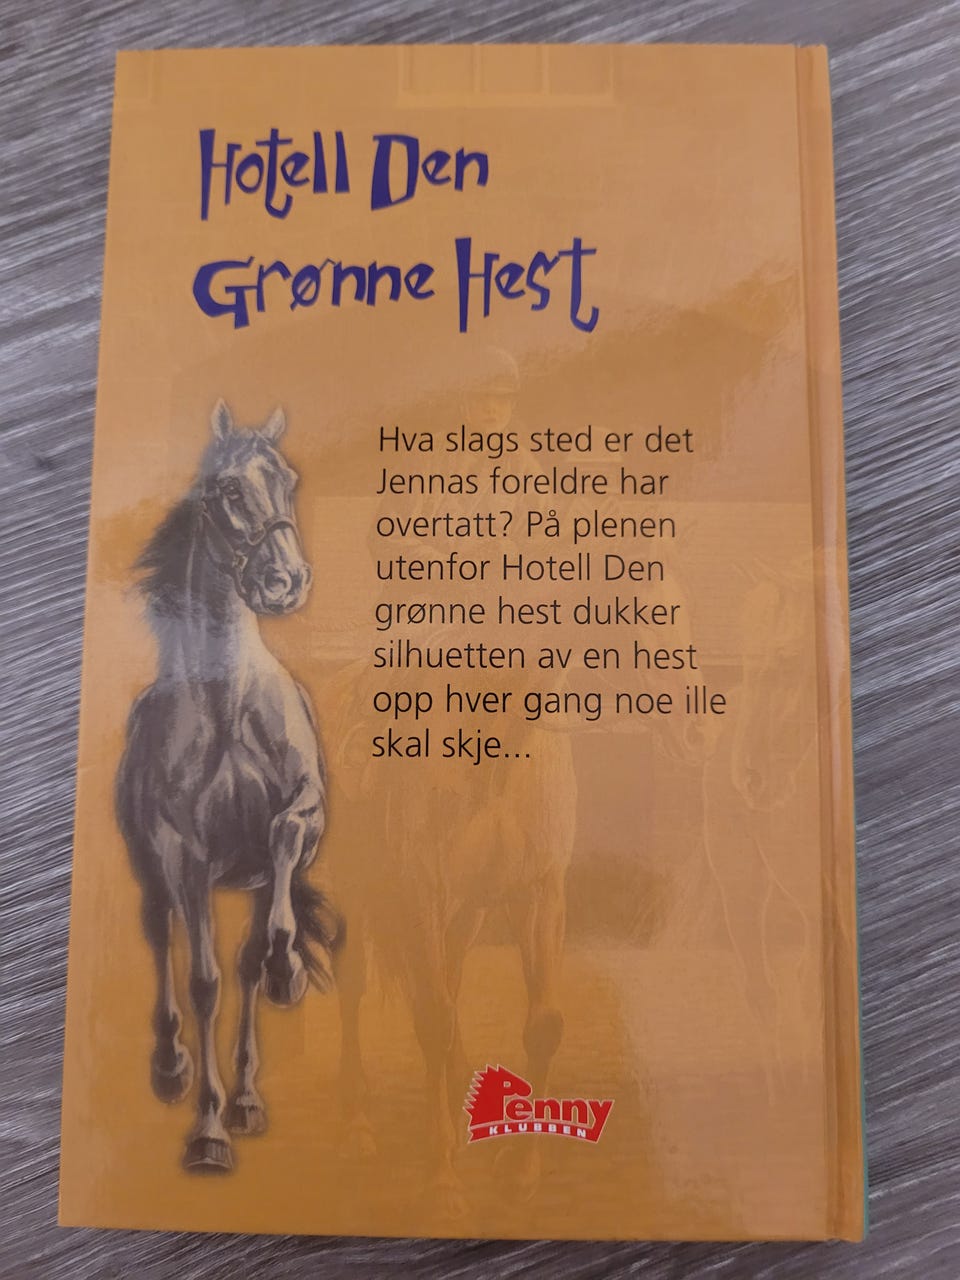 Hotell Den
Grønne Hest
Hva slags sted er det
Jennas foreldre har
overtatt? På plenen
utenfor Hotell Den
grønne hest dukker
silhuetten av en hest
opp hver gang noe ille
skal skje...
Penny
KLUBBEN